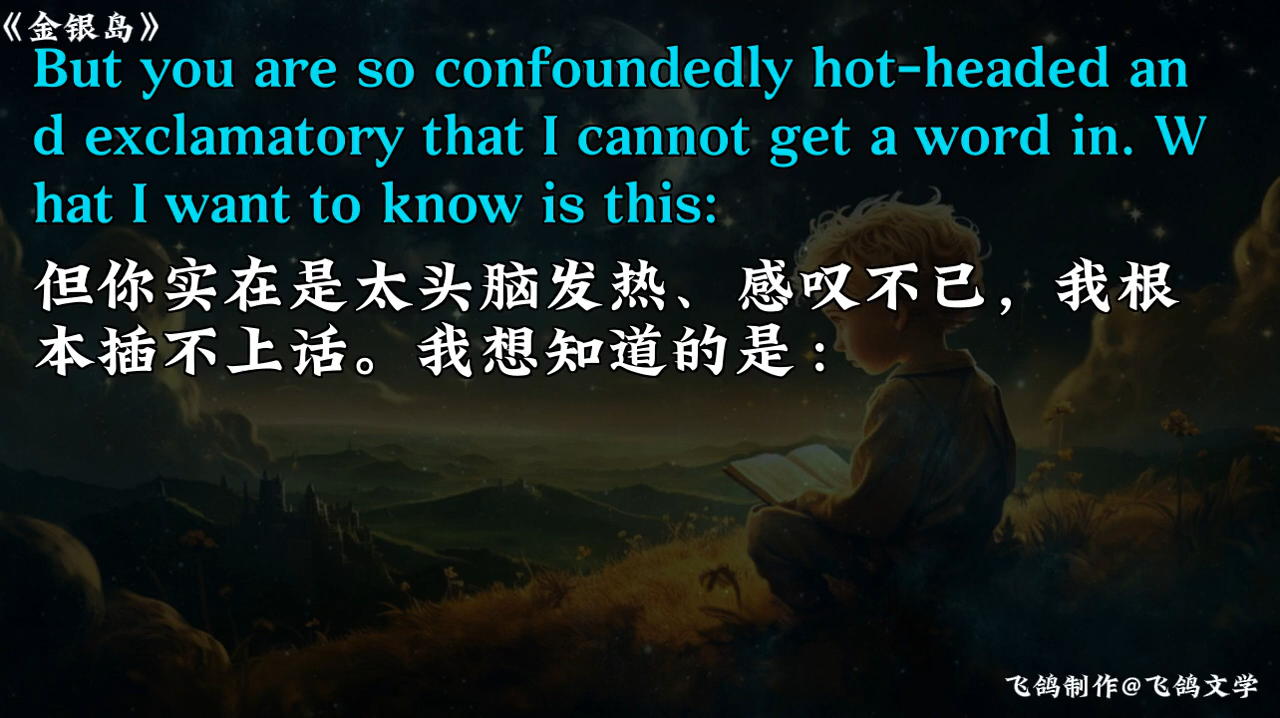 《金银岛》
But you are so confoundedly hot-headed an
d exclamatory that I cannot get a word in. W
hat I want to know is this:
但你实在是太头脑发热、感叹不已，我根
本插不上话。我想知道的是：
飞鸽制作@飞鸽文学